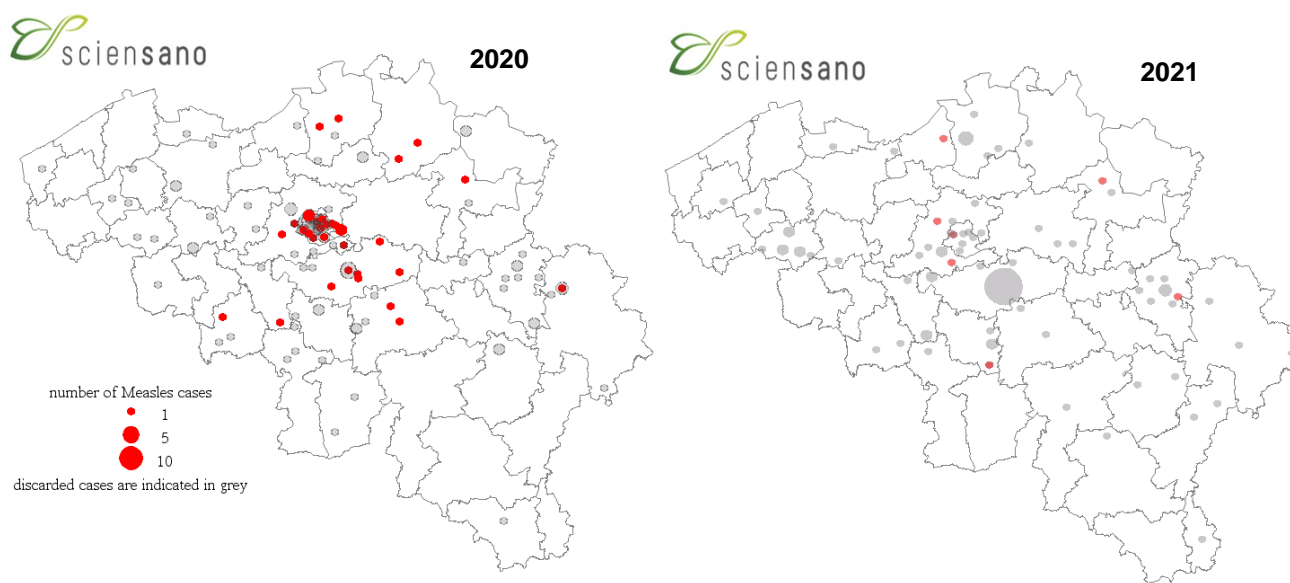 sciensano
2020
number of Measles cases
1
5
10
discarded cases are indicated in grey
sciensano
2021